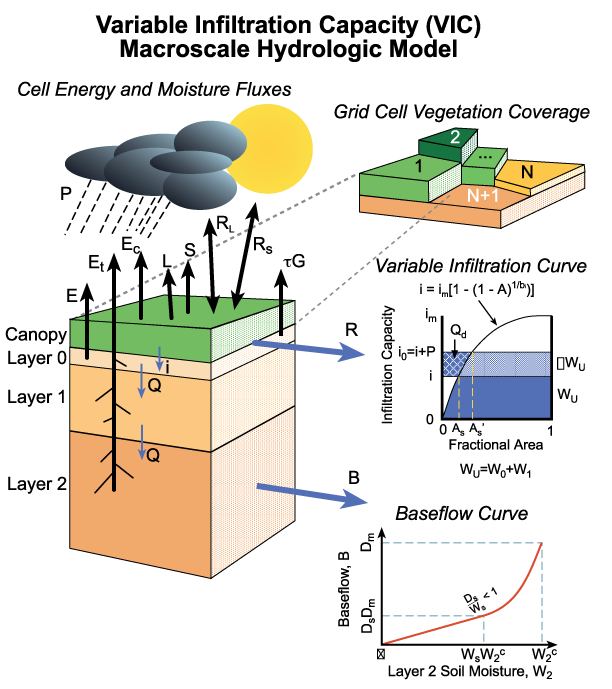 Variable Infiltration Capacity (VIC)
Macroscale Hydrologic Model
Cell Energy and Moisture Fluxes
Grid Cell Vegetation Coverage
1
2
...
N
N+1
P
E
Et
Ec
L
S
RL
Rs
τG
Canopy
Layer 0
Layer 1
Layer 2
i
Q
Q
R
B
Variable Infiltration Curve
i = im[1 - (1 - A)^1/bi)]
Infiltration Capacity
im
i0=i+P
i
0
Qd
▯WU
WU
0 As As' 1
Fractional Area
WU=W0+W1
Baseflow Curve
Baseflow, B
Dm
DsDm
Ds/Ws < 1
WsW2c
W2c
Layer 2 Soil Moisture, W2